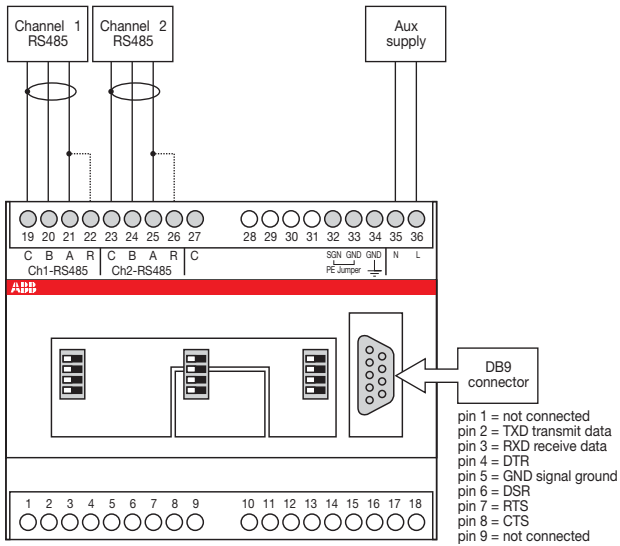 Channel 1
RS485
Channel 2
RS485
Aux
supply
19 20 21 22 23 24 25 26 27 28 29 30 31 32 33 34 35 36
C B A R C B A R C SGN GND GND N L
Ch1-RS485 Ch2-RS485 PE Jumper
ABB
DB9
connector
pin 1 = not connected
pin 2 = TXD transmit data
pin 3 = RXD receive data
pin 4 = DTR
pin 5 = GND signal ground
pin 6 = DSR
pin 7 = RTS
pin 8 = CTS
pin 9 = not connected
1 2 3 4 5 6 7 8 9 10 11 12 13 14 15 16 17 18